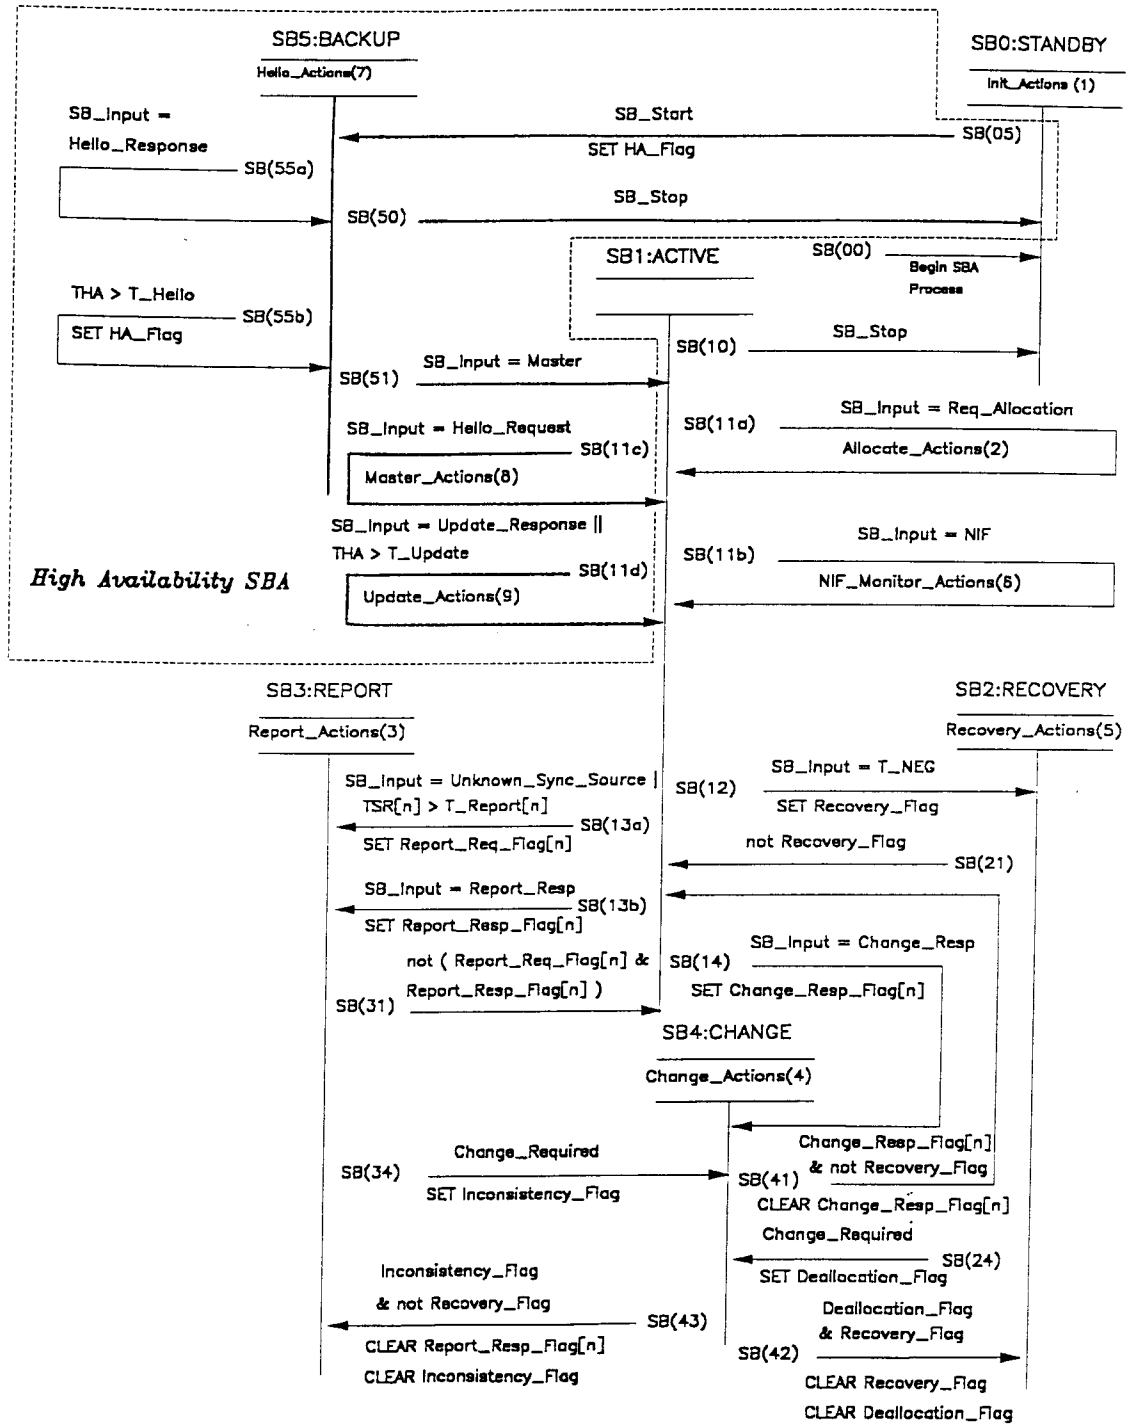 SB5:BACKUP
Hello_Actions(7)
SB0:STANDBY
Init_Actions (1)
SB_Input =
Hello_Response
SB(55a)
SB_Start
SB(05)
SET HA_Flag
SB(50)
SB_Stop
SB1:ACTIVE
SB(00)
Begin SBA
Process
THA > T_Hello
SB(55b)
SET HA_Flag
SB(10)
SB_Stop
SB(51)
SB_Input = Master
SB_Input = Req_Allocation
SB(11a)
Allocate_Actions(2)
SB_Input = Hello_Request
SB(11c)
Master_Actions(8)
SB_Input = Update_Response ||
THA > T_Update
SB(11d)
Update_Actions(9)
SB_Input = NIF
SB(11b)
NIF_Monitor_Actions(6)
High Availability SBA
SB3:REPORT
Report_Actions(3)
SB2:RECOVERY
Recovery_Actions(5)
SB_Input = Unknown_Sync_Source |
TSR[n] > T_Report[n]
SB(13a)
SET Report_Req_Flag[n]
SB(12)
SB_Input = T_NEG
SET Recovery_Flag
not Recovery_Flag
SB(21)
SB_Input = Report_Resp
SB(13b)
SET Report_Resp_Flag[n]
not ( Report_Req_Flag[n] &
Report_Resp_Flag[n] )
SB(31)
SB(14)
SB_Input = Change_Resp
SET Change_Resp_Flag[n]
SB4:CHANGE
Change_Actions(4)
SB(34)
Change_Required
SET Inconsistency_Flag
Change_Resp_Flag[n]
& not Recovery_Flag
SB(41)
CLEAR Change_Resp_Flag[n]
Change_Required
SB(24)
SET Deallocation_Flag
Inconsistency_Flag
& not Recovery_Flag
SB(43)
CLEAR Report_Resp_Flag[n]
CLEAR Inconsistency_Flag
Deallocation_Flag
& Recovery_Flag
SB(42)
CLEAR Recovery_Flag
CLEAR Deallocation_Flag